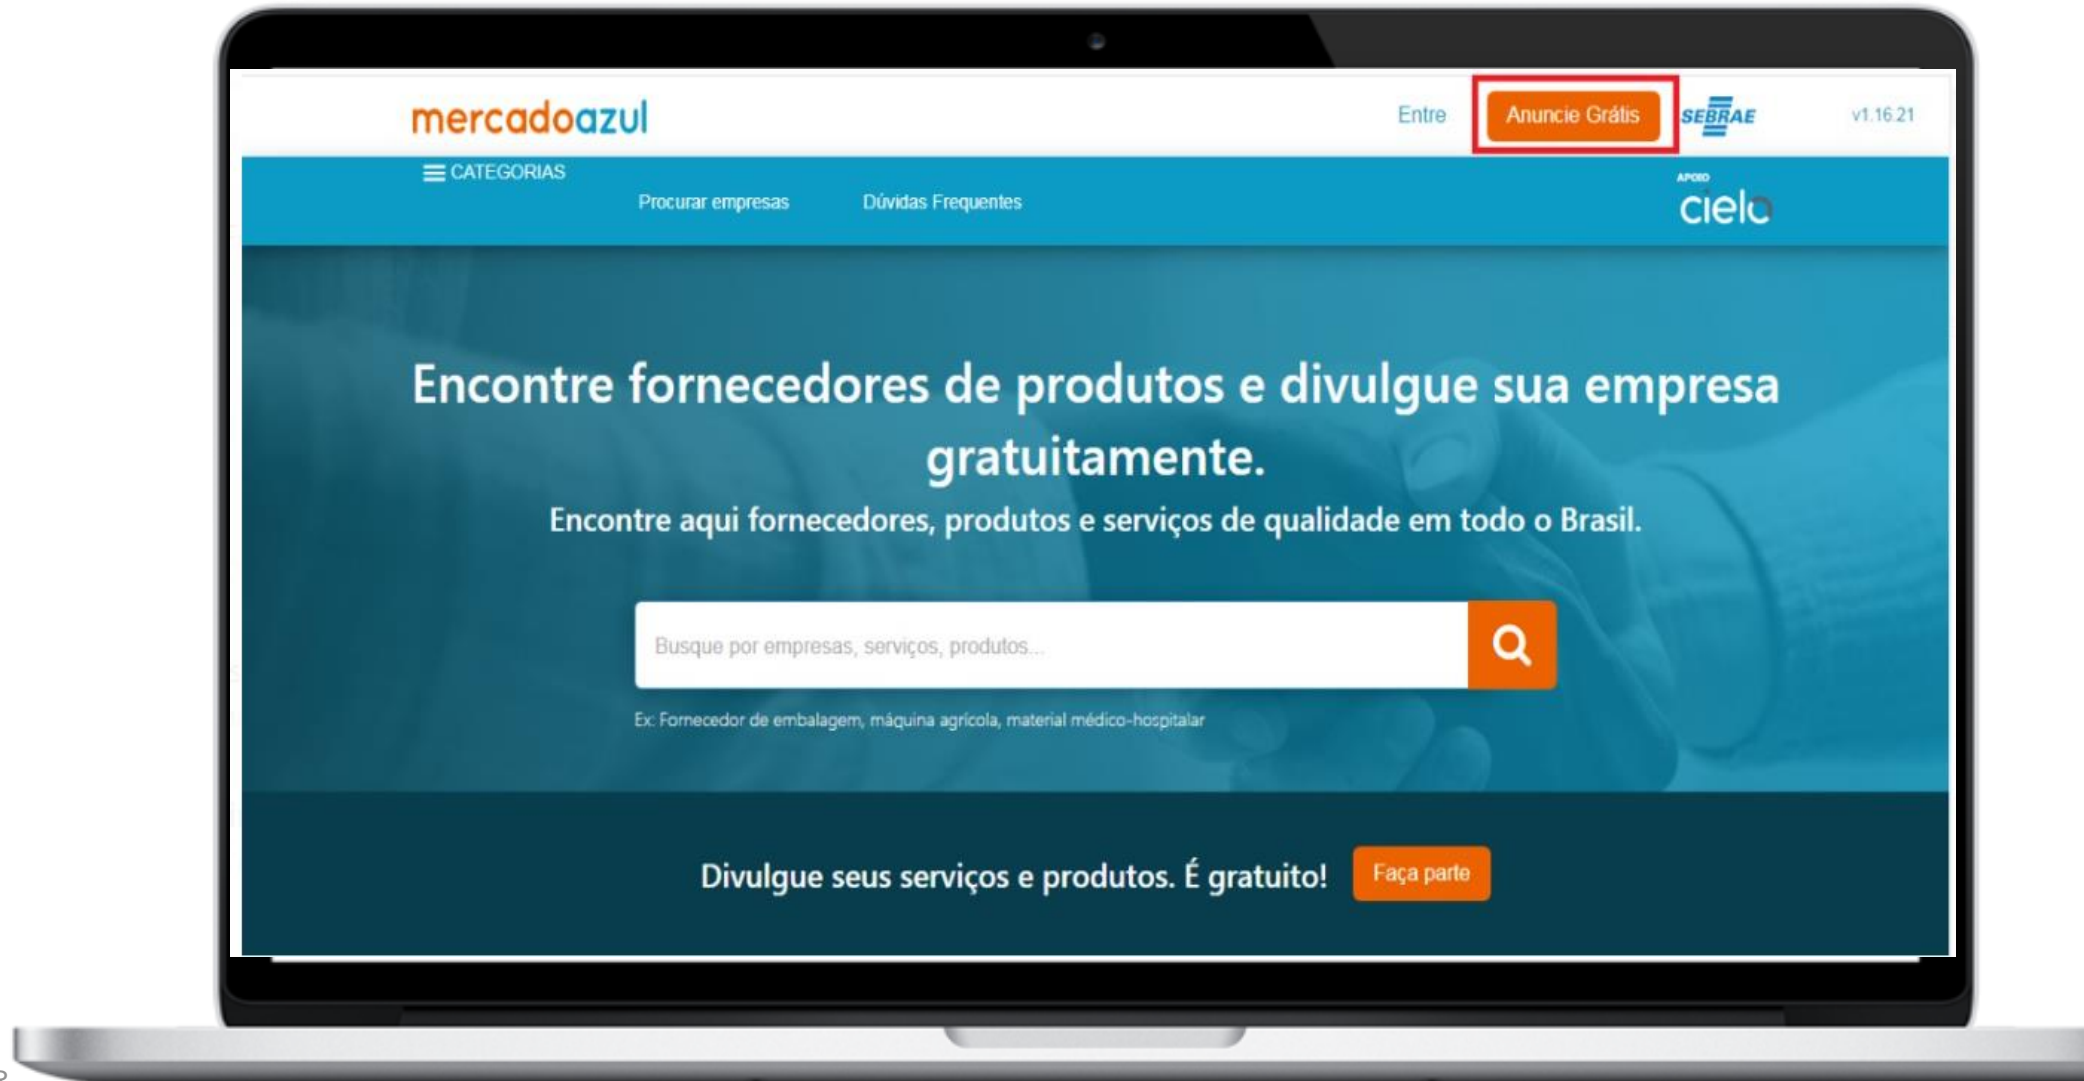 mercadoazul
Entre
Anuncie Grátis
SEBRAE
v1.16.21
CATEGORIAS
Procurar empresas
Dúvidas Frequentes
APOIO
cielo
Encontre fornecedores de produtos e divulgue sua empresa
gratuitamente.
Encontre aqui fornecedores, produtos e serviços de qualidade em todo o Brasil.
Busque por empresas, serviços, produtos...
Ex: Fornecedor de embalagem, máquina agrícola, material médico-hospitalar
Divulgue seus serviços e produtos. É gratuito!
Faça parte